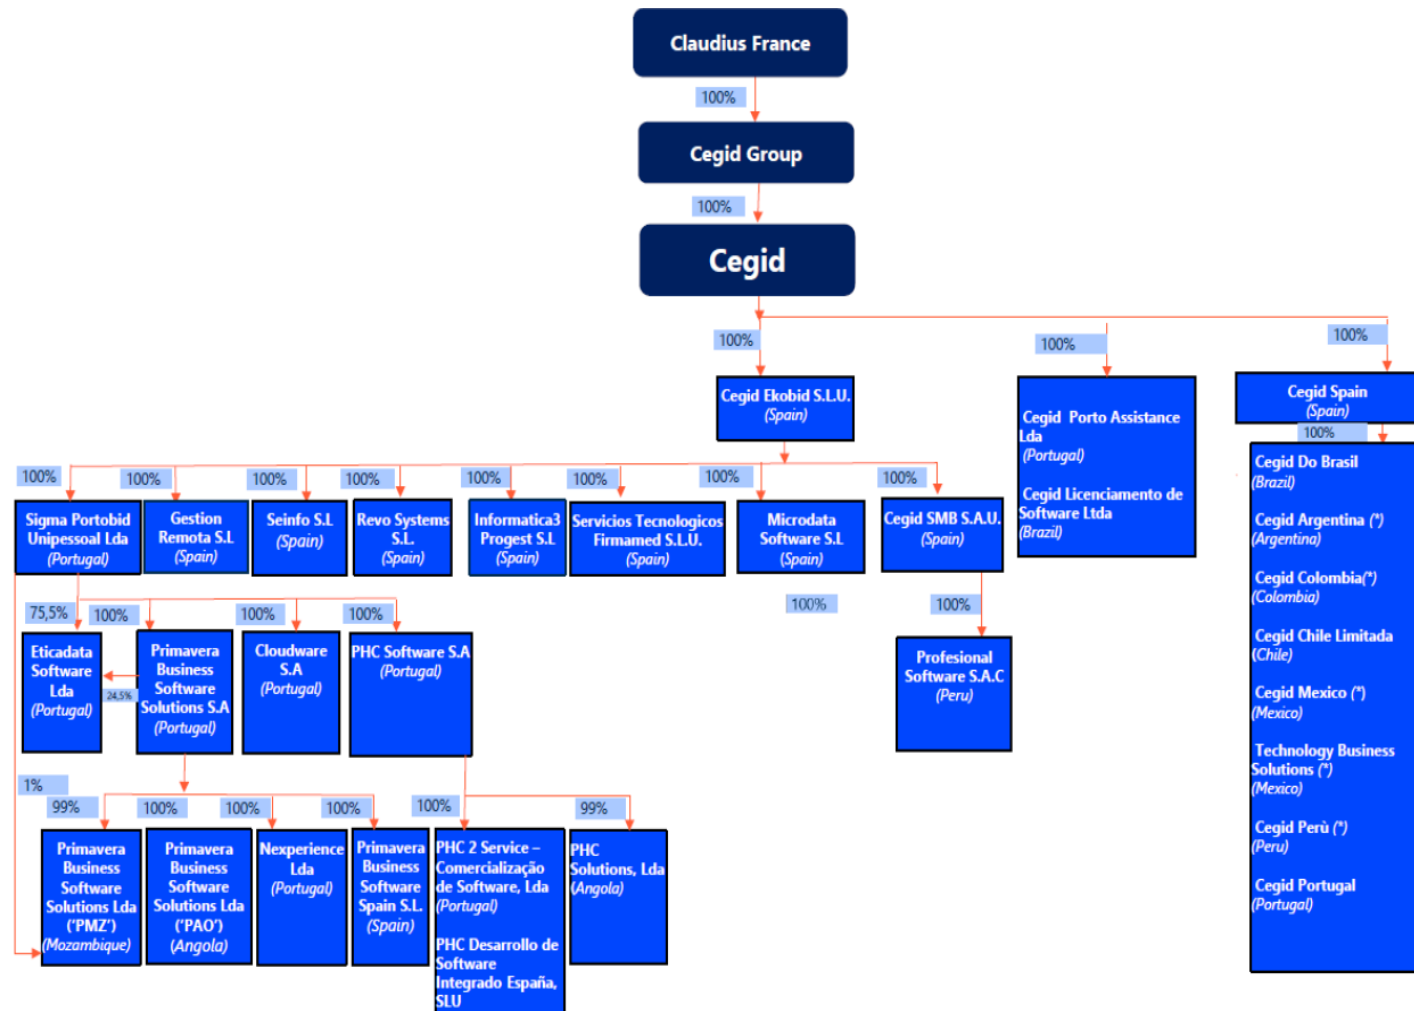 Claudius France
100%
Cegid Group
100%
Cegid
100%
100%
100%
Cegid Ekobid S.L.U.
(Spain)
Cegid  Porto Assistance
Lda
(Portugal)
Cegid Licenciamento de
Software Ltda
(Brazil)
Cegid Spain
(Spain)
100%
Cegid Do Brasil
(Brazil)
Cegid Argentina (*)
(Argentina)
Cegid Colombia(*)
(Colombia)
Cegid Chile Limitada
(Chile)
Cegid Mexico (*)
(Mexico)
Technology Business
Solutions (*)
(Mexico)
Cegid Perù (*)
(Peru)
Cegid Portugal
(Portugal)
100%
100%
100%
100%
100%
100%
100%
100%
Sigma Portobid
Unipessoal Lda
(Portugal)
Gestion
Remota S.L
(Spain)
Seinfo S.L
(Spain)
Revo Systems
S.L.
(Spain)
Informatica3
Progest S.L
(Spain)
Servicios Tecnologicos
Firmamed S.L.U.
(Spain)
Microdata
Software S.L
(Spain)
Cegid SMB S.A.U.
(Spain)
75,5%
100%
100%
100%
100%
100%
Eticadata
Software
Lda
(Portugal)
24,5%
Primavera
Business
Software
Solutions S.A
(Portugal)
Cloudware
S.A
(Portugal)
PHC Software S.A
(Portugal)
Profesional
Software S.A.C
(Peru)
1%
99%
100%
100%
100%
100%
99%
Primavera
Business
Software
Solutions Lda
('PMZ')
(Mozambique)
Primavera
Business
Software
Solutions Lda
('PAO')
(Angola)
Nexperience
Lda
(Portugal)
Primavera
Business
Software
Spain S.L.
(Spain)
PHC 2 Service –
Comercialização
de Software, Lda
(Portugal)
PHC Desarrollo de
Software
Integrado España,
SLU
PHC
Solutions, Lda
(Angola)